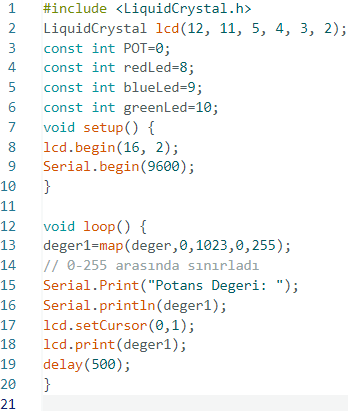 1 #include <LiquidCrystal.h>
2 LiquidCrystal lcd(12, 11, 5, 4, 3, 2);
3 const int POT=0;
4 const int redLed=8;
5 const int blueLed=9;
6 const int greenLed=10;
7 void setup() {
8 lcd.begin(16, 2);
9 Serial.begin(9600);
10 }
11
12 void loop() {
13 deger1=map(deger,0,1023,0,255);
14 // 0-255 arasında sınırladı
15 Serial.Print("Potans Degeri: ");
16 Serial.println(deger1);
17 lcd.setCursor(0,1);
18 lcd.print(deger1);
19 delay(500);
20 }
21